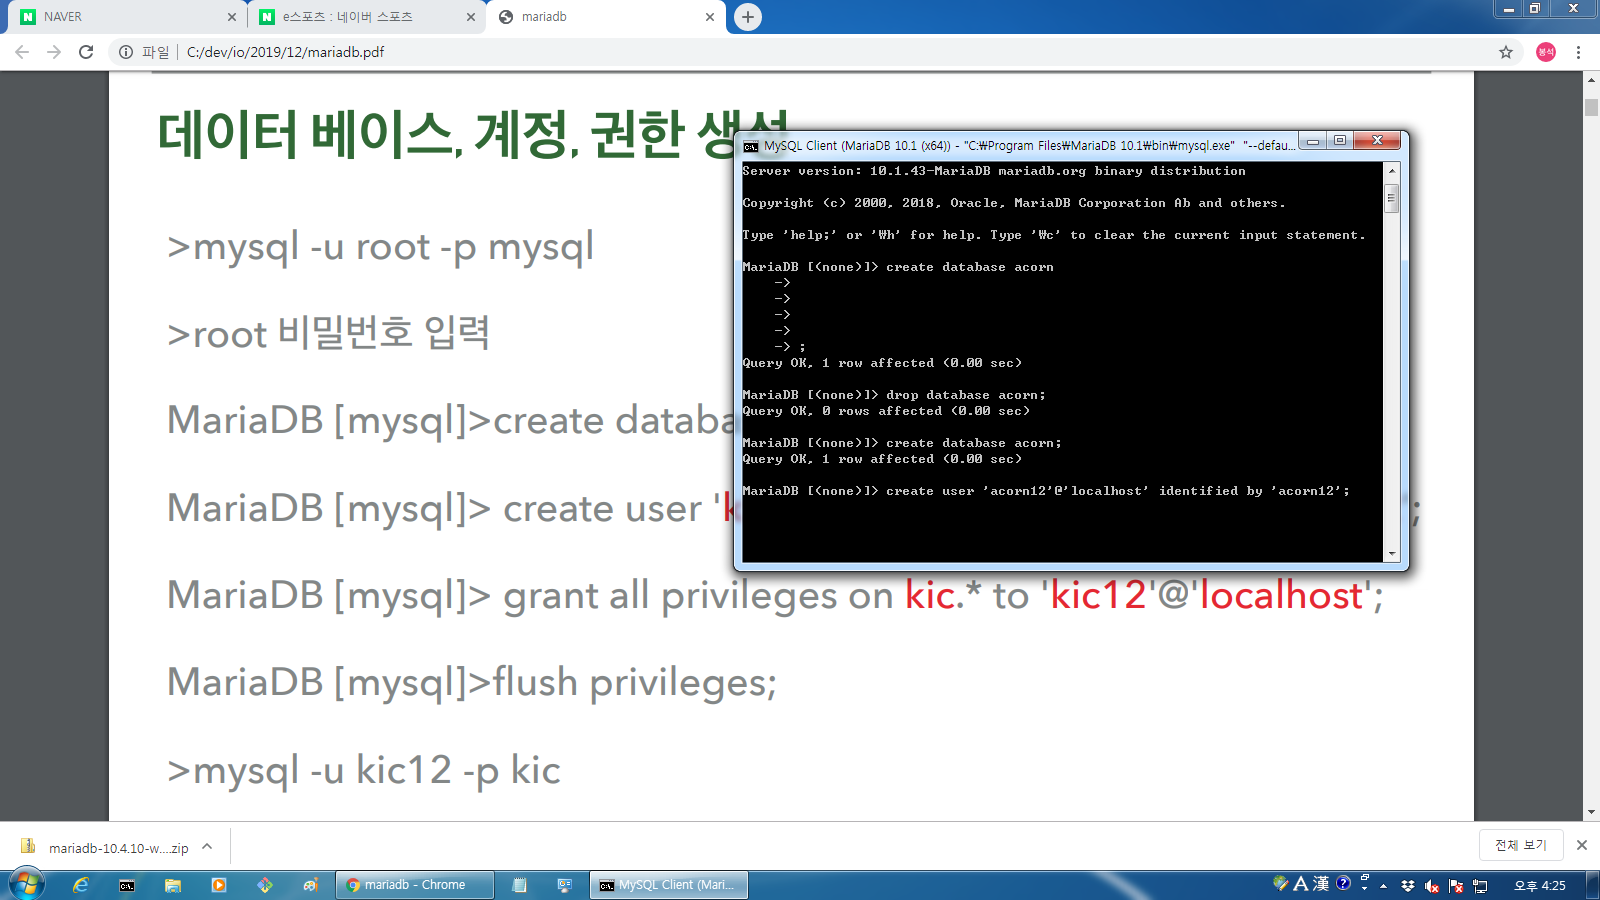 NAVER
e스포츠 : 네이버 스포츠
mariadb
파일
C:/dev/io/2019/12/mariadb.pdf
봉석
데이터 베이스, 계정, 권한 생성
>mysql -u root -p mysql
>root 비밀번호 입력
MariaDB [mysql]>create databa
MariaDB [mysql]> create user 'k
';
MariaDB [mysql]> grant all privileges on kic.* to 'kic12'@'localhost';
MariaDB [mysql]>flush privileges;
>mysql -u kic12 -p kic
MySQL Client (MariaDB 10.1 (x64)) - "C:₩Program Files₩MariaDB 10.1₩bin₩mysql.exe" "--defau...
Server version: 10.1.43-MariaDB mariadb.org binary distribution
Copyright (c) 2000, 2018, Oracle, MariaDB Corporation Ab and others.
Type 'help;' or '₩h' for help. Type '₩c' to clear the current input statement.
MariaDB [(none)]> create database acorn
->
->
->
->
-> ;
Query OK, 1 row affected (0.00 sec)
MariaDB [(none)]> drop database acorn;
Query OK, 0 rows affected (0.00 sec)
MariaDB [(none)]> create database acorn;
Query OK, 1 row affected (0.00 sec)
MariaDB [(none)]> create user 'acorn12'@'localhost' identified by 'acorn12';
mariadb-10.4.10-w....zip
전체 보기
mariadb - Chrome
MySQL Client (Mari...
A 漢
오후 4:25